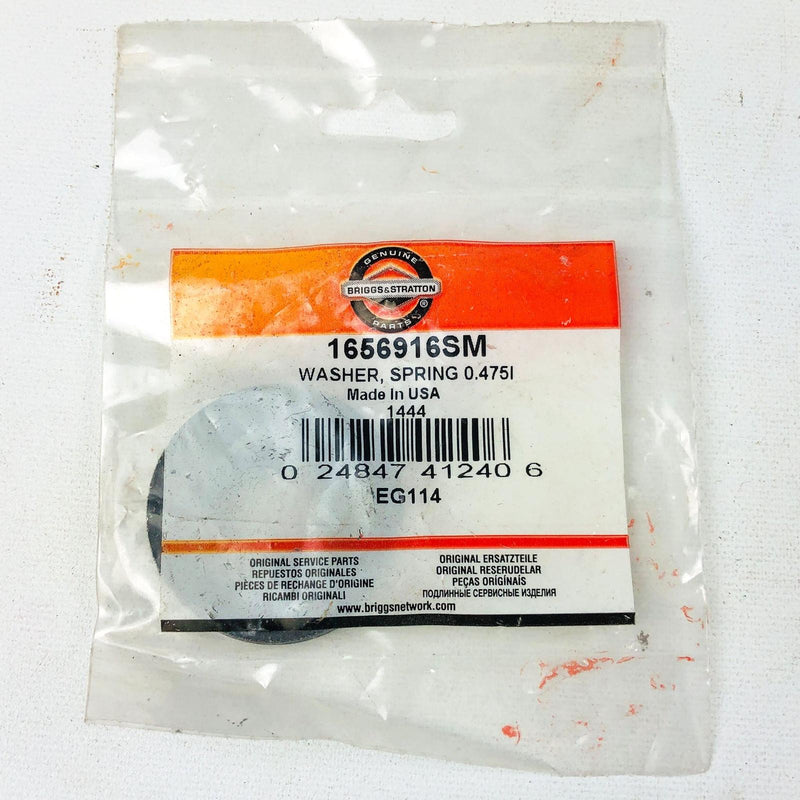 GENUINE
BRIGGS&STRATTON
PARTS ®
1656916SM
WASHER, SPRING 0.475I
Made In USA
1444
0 24847 41240 6
EG114
ORIGINAL SERVICE PARTS
REPUESTOS ORIGINALES
PIÈCES DE RECHANGE D'ORIGINE
RICAMBI ORIGINALI
ORIGINAL ERSATZTEILE
ORIGINAL RESERUDELAR
PEÇAS ORIGINAIS
ПОДЛИННЫЕ СЕРВИСНЫЕ ИЗДЕЛИЯ
www.briggsnetwork.com